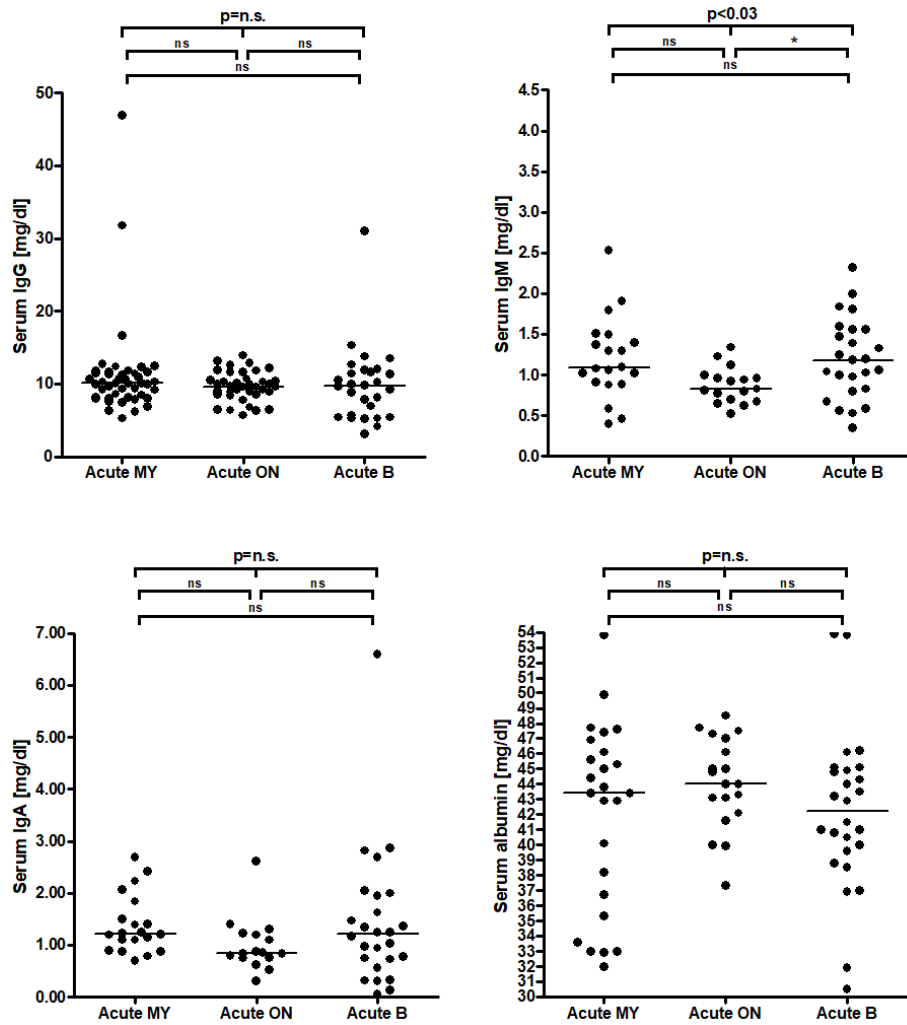 p=n.s.
ns ns
ns
Serum IgG [mg/dl]
50
40
30
20
10
0
Acute MY Acute ON Acute B
p<0.03
ns *
ns
Serum IgM [mg/dl]
4.5
4.0
3.5
3.0
2.5
2.0
1.5
1.0
0.5
0.0
Acute MY Acute ON Acute B
p=n.s.
ns ns
ns
Serum IgA [mg/dl]
7.00
6.00
5.00
4.00
3.00
2.00
1.00
0.00
Acute MY Acute ON Acute B
p=n.s.
ns ns
ns
Serum albumin [mg/dl]
54
53
52
51
50
49
48
47
46
45
44
43
42
41
40
39
38
37
36
35
34
33
32
31
30
Acute MY Acute ON Acute B